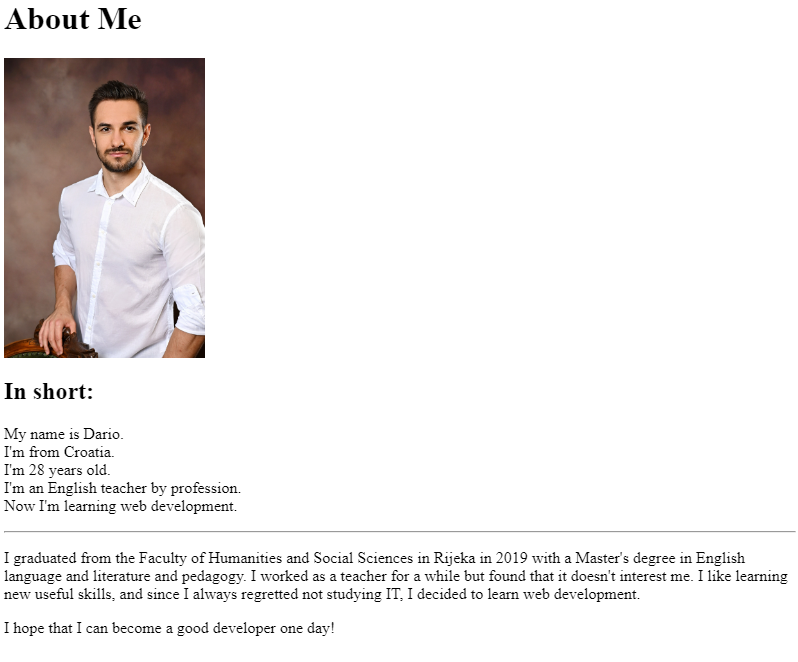 About Me
In short:
My name is Dario.
I'm from Croatia.
I'm 28 years old.
I'm an English teacher by profession.
Now I'm learning web development.
I graduated from the Faculty of Humanities and Social Sciences in Rijeka in 2019 with a Master's degree in English
language and literature and pedagogy. I worked as a teacher for a while but found that it doesn't interest me. I like learning
new useful skills, and since I always regretted not studying IT, I decided to learn web development.
I hope that I can become a good developer one day!